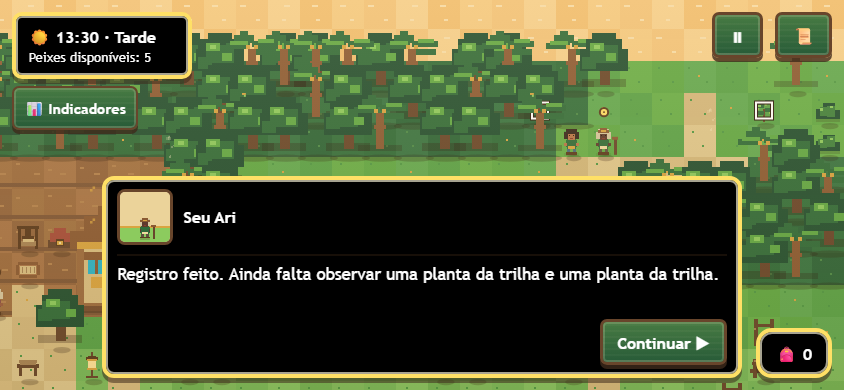 13:30 · Tarde
Peixes disponíveis: 5
Indicadores
Seu Ari
Registro feito. Ainda falta observar uma planta da trilha e uma planta da trilha.
Continuar ▶
0